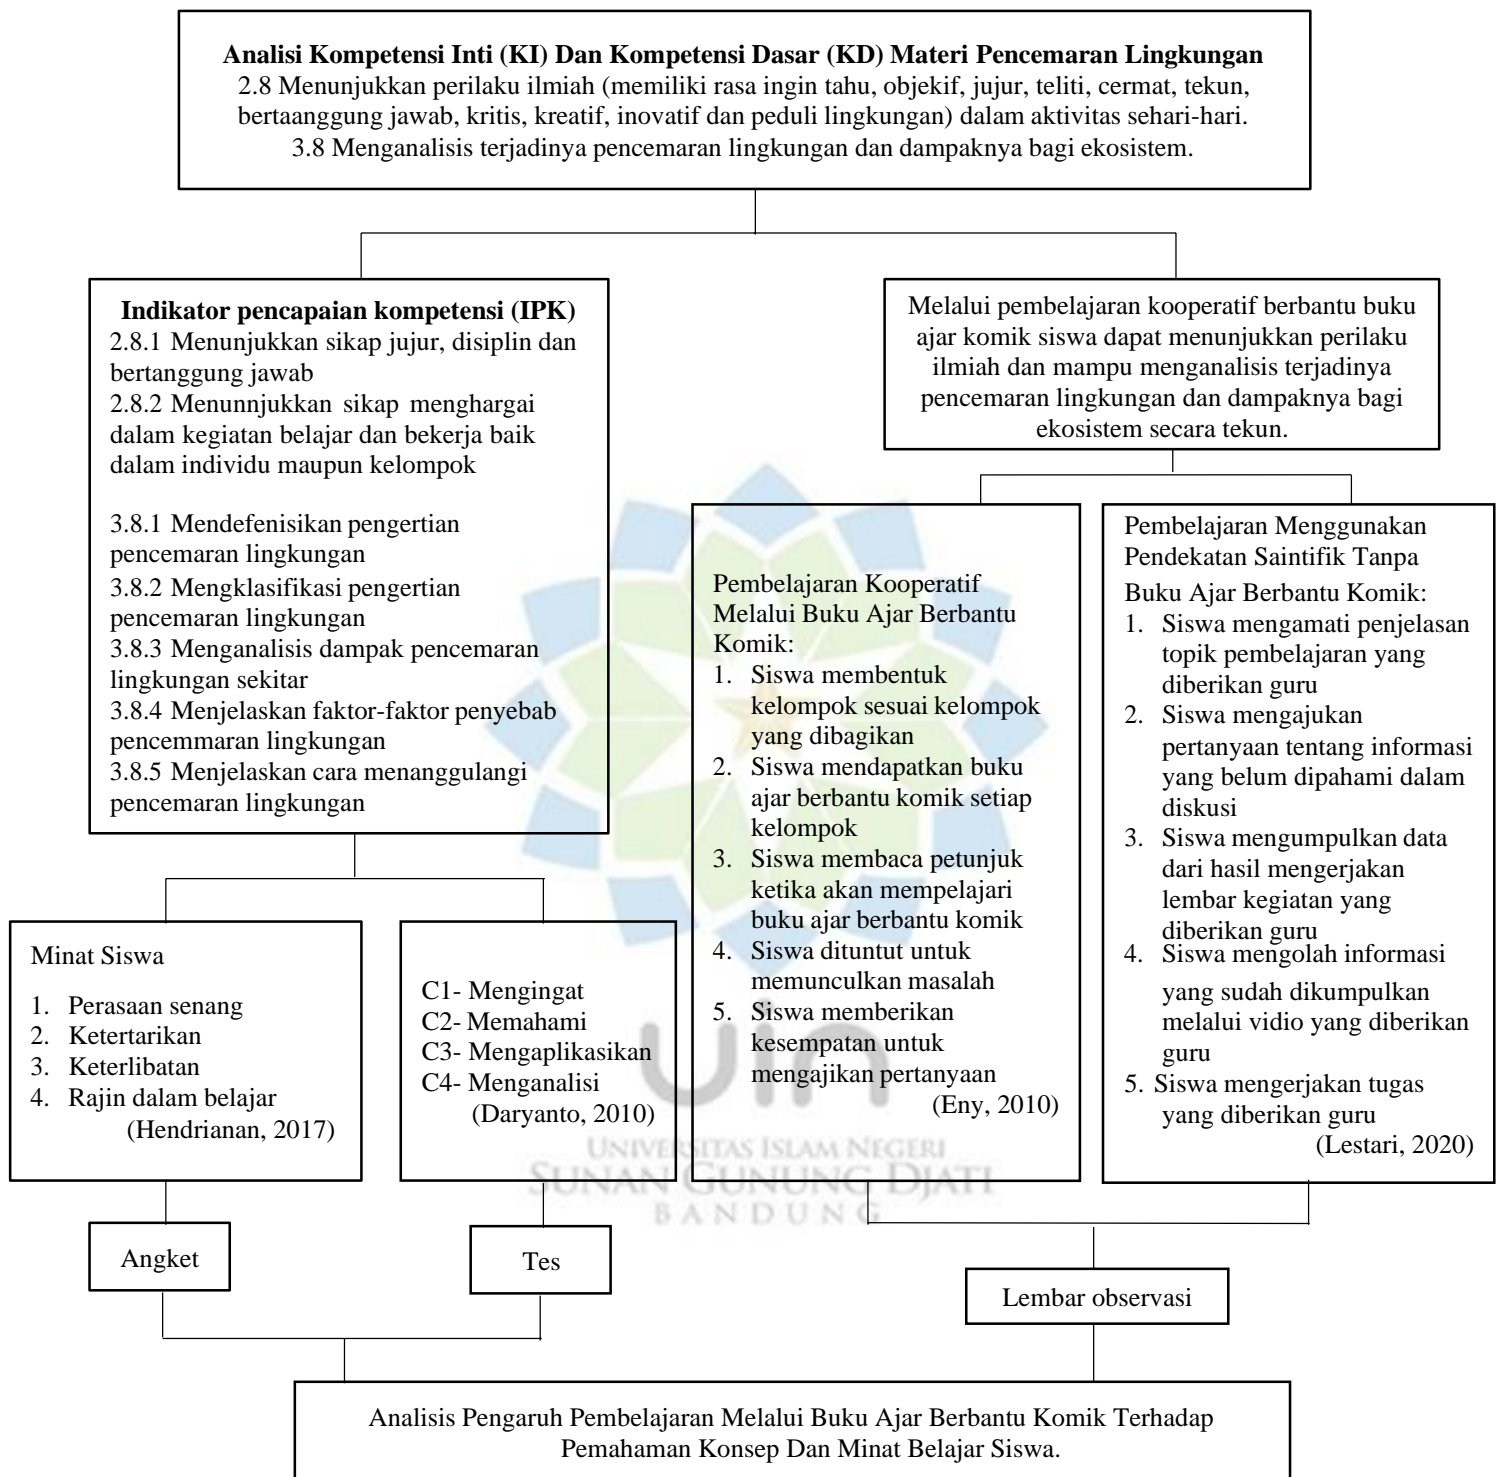 Analisi Kompetensi Inti (KI) Dan Kompetensi Dasar (KD) Materi Pencemaran Lingkungan
2.8 Menunjukkan perilaku ilmiah (memiliki rasa ingin tahu, objekif, jujur, teliti, cermat, tekun,
bertaanggung jawab, kritis, kreatif, inovatif dan peduli lingkungan) dalam aktivitas sehari-hari.
3.8 Menganalisis terjadinya pencemaran lingkungan dan dampaknya bagi ekosistem.
Indikator pencapaian kompetensi (IPK)
2.8.1 Menunjukkan sikap jujur, disiplin dan
bertanggung jawab
2.8.2 Menunnjukkan sikap menghargai
dalam kegiatan belajar dan bekerja baik
dalam individu maupun kelompok
3.8.1 Mendefenisikan pengertian
pencemaran lingkungan
3.8.2 Mengklasifikasi pengertian
pencemaran lingkungan
3.8.3 Menganalisis dampak pencemaran
lingkungan sekitar
3.8.4 Menjelaskan faktor-faktor penyebab
pencemmaran lingkungan
3.8.5 Menjelaskan cara menanggulangi
pencemaran lingkungan
Melalui pembelajaran kooperatif berbantu buku
ajar komik siswa dapat menunjukkan perilaku
ilmiah dan mampu menganalisis terjadinya
pencemaran lingkungan dan dampaknya bagi
ekosistem secara tekun.
Pembelajaran Kooperatif
Melalui Buku Ajar Berbantu
Komik:
1. Siswa membentuk
kelompok sesuai kelompok
yang dibagikan
2. Siswa mendapatkan buku
ajar berbantu komik setiap
kelompok
3. Siswa membaca petunjuk
ketika akan mempelajari
buku ajar berbantu komik
4. Siswa dituntut untuk
memunculkan masalah
5. Siswa memberikan
kesempatan untuk
mengajikan pertanyaan
(Eny, 2010)
Pembelajaran Menggunakan
Pendekatan Saintifik Tanpa
Buku Ajar Berbantu Komik:
1. Siswa mengamati penjelasan
topik pembelajaran yang
diberikan guru
2. Siswa mengajukan
pertanyaan tentang informasi
yang belum dipahami dalam
diskusi
3. Siswa mengumpulkan data
dari hasil mengerjakan
lembar kegiatan yang
diberikan guru
4. Siswa mengolah informasi
yang sudah dikumpulkan
melalui vidio yang diberikan
guru
5. Siswa mengerjakan tugas
yang diberikan guru
(Lestari, 2020)
Minat Siswa
1. Perasaan senang
2. Ketertarikan
3. Keterlibatan
4. Rajin dalam belajar
(Hendrianan, 2017)
C1- Mengingat
C2- Memahami
C3- Mengaplikasikan
C4- Menganalisi
(Daryanto, 2010)
uin
UNIVERSITAS ISLAM NEGERI
SUNAN GUNUNG DJATI
BANDUNG
Angket
Tes
Lembar observasi
Analisis Pengaruh Pembelajaran Melalui Buku Ajar Berbantu Komik Terhadap
Pemahaman Konsep Dan Minat Belajar Siswa.